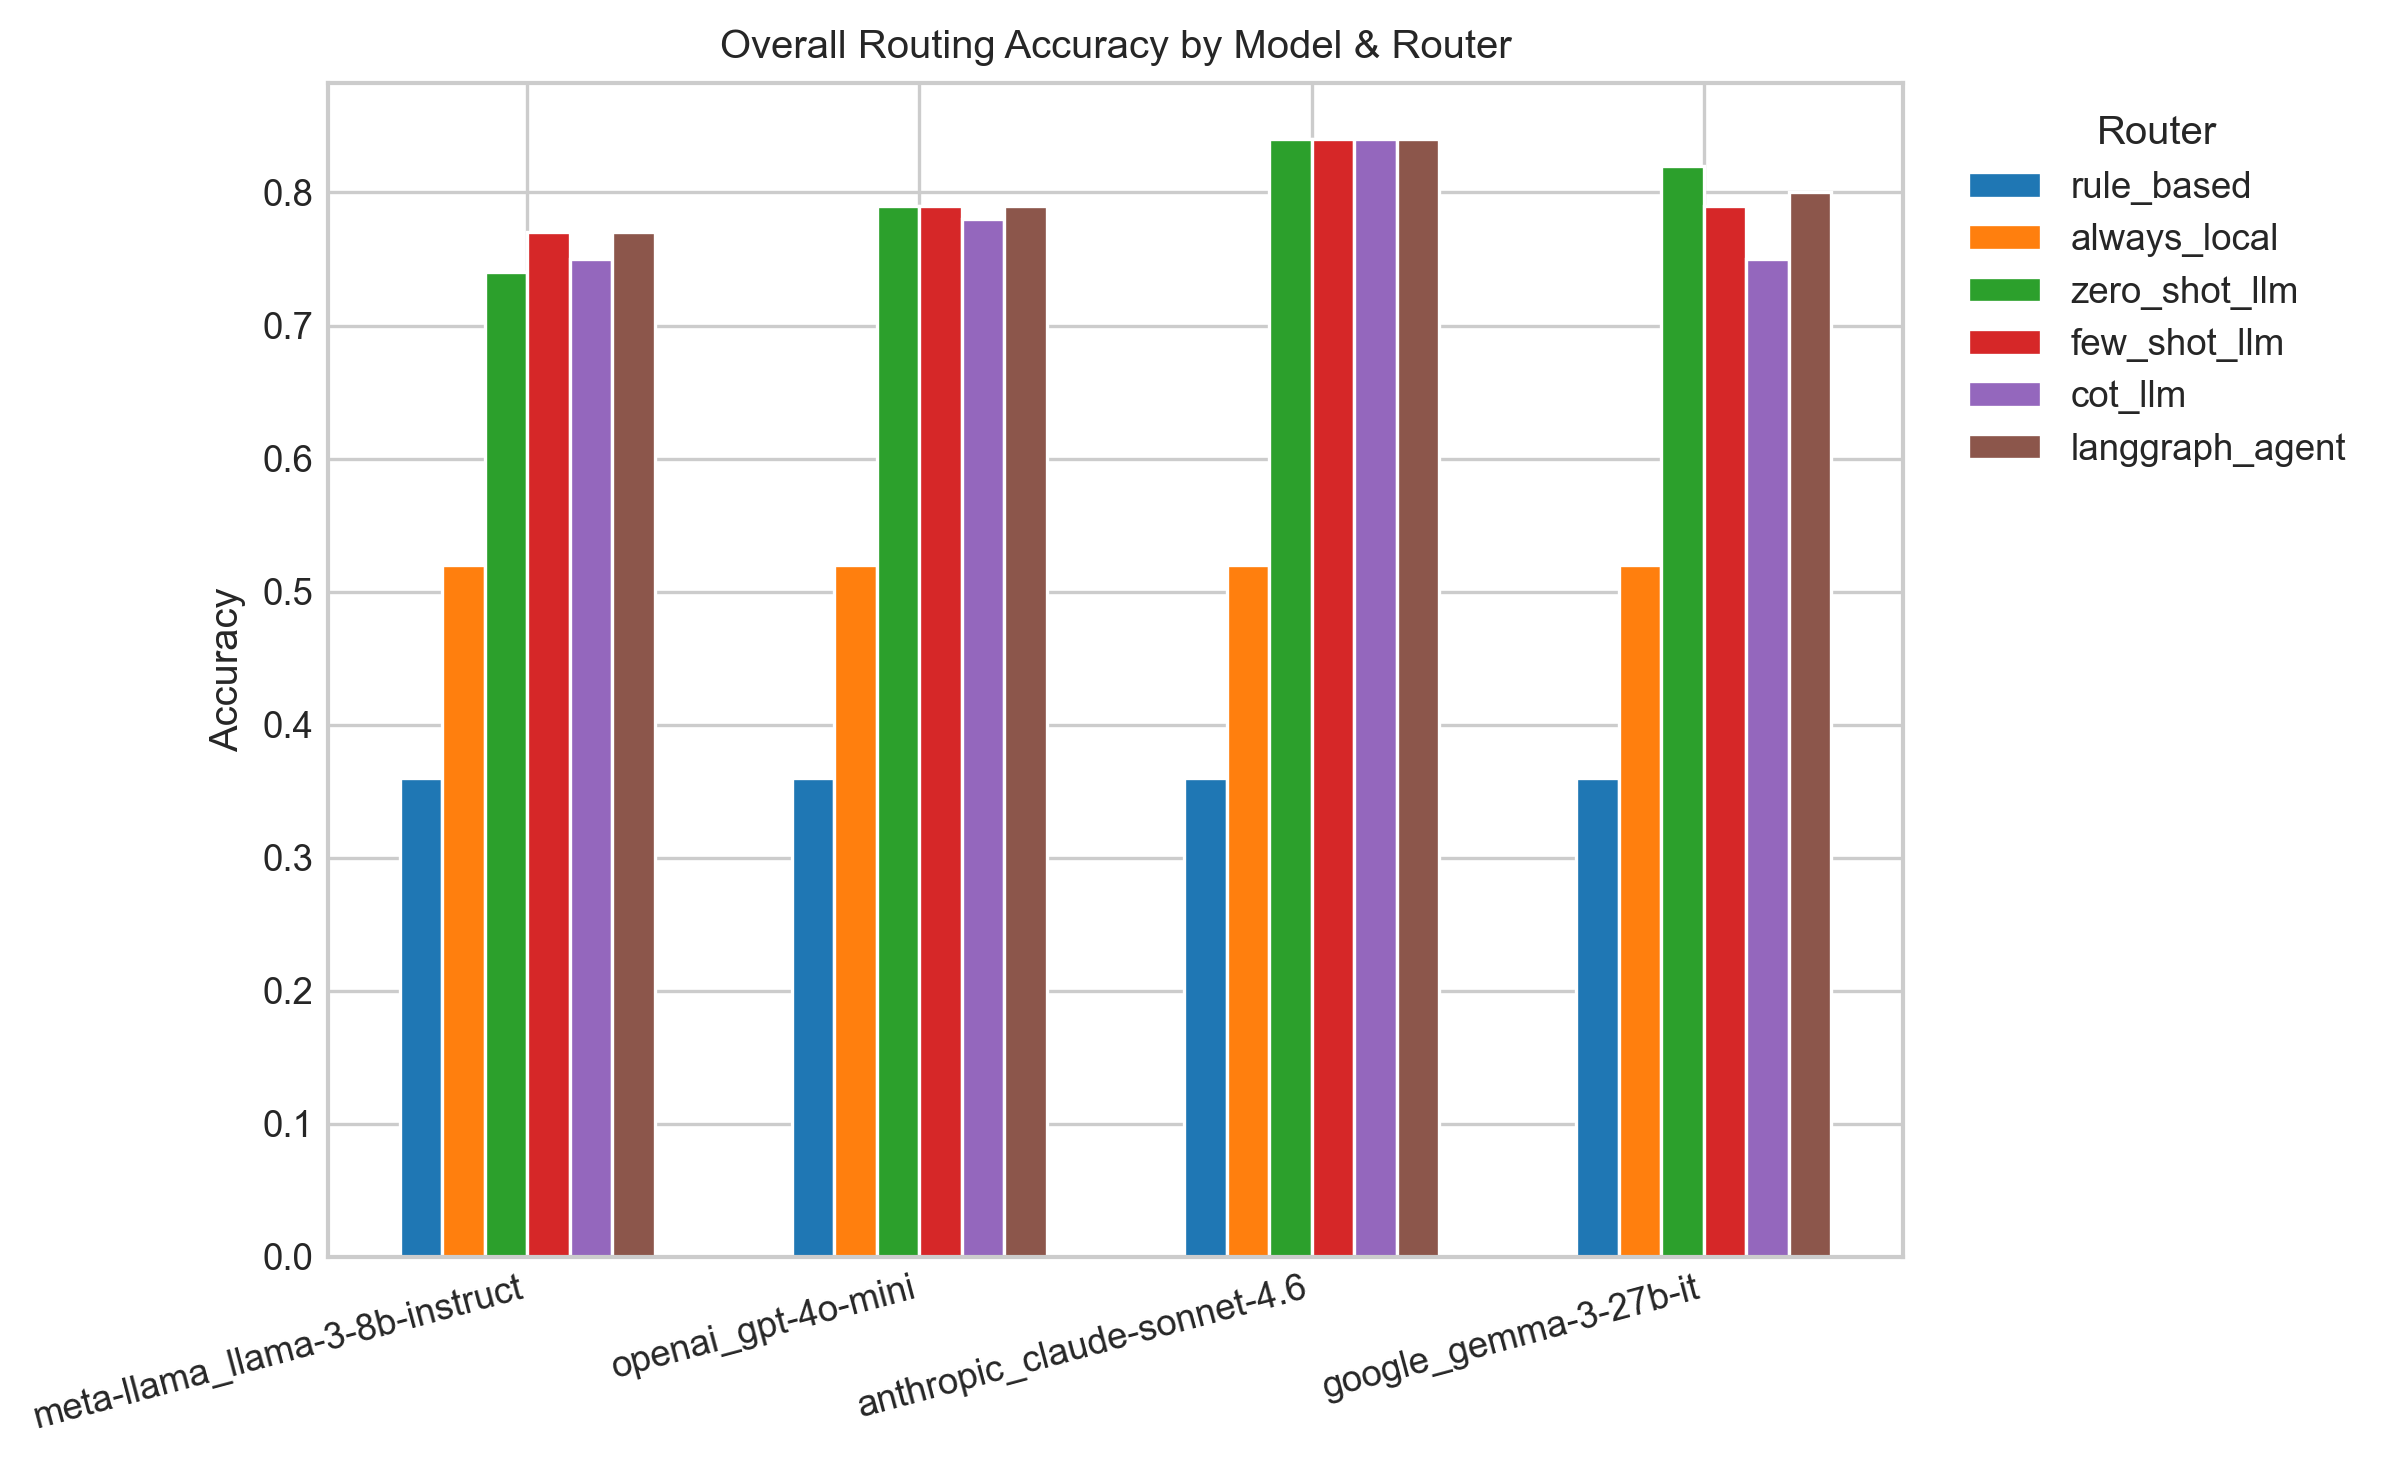 Overall Routing Accuracy by Model & Router
Router
rule_based
always_local
zero_shot_llm
few_shot_llm
cot_llm
langgraph_agent
Accuracy
0.8
0.7
0.6
0.5
0.4
0.3
0.2
0.1
0.0
meta-llama_llama-3-8b-instruct
openai_gpt-4o-mini
anthropic_claude-sonnet-4.6
google_gemma-3-27b-it